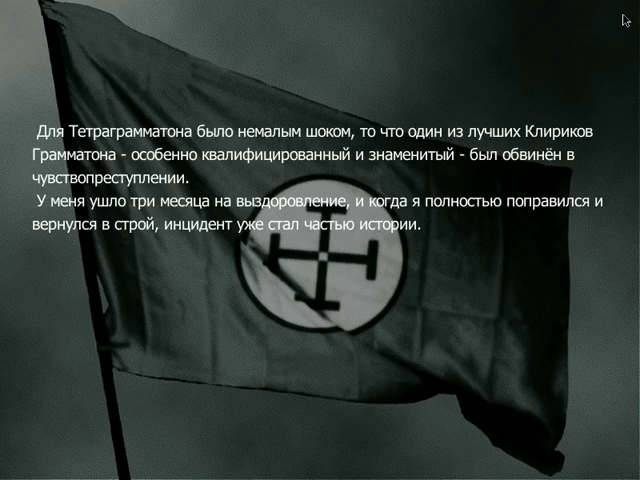 Для Тетраграмматона было немалым шоком, то что один из лучших Клириков
Грамматона - особенно квалифицированный и знаменитый - был обвинён в
чувствопреступлении.
У меня ушло три месяца на выздоровление, и когда я полностью поправился и
вернулся в строй, инцидент уже стал частью истории.